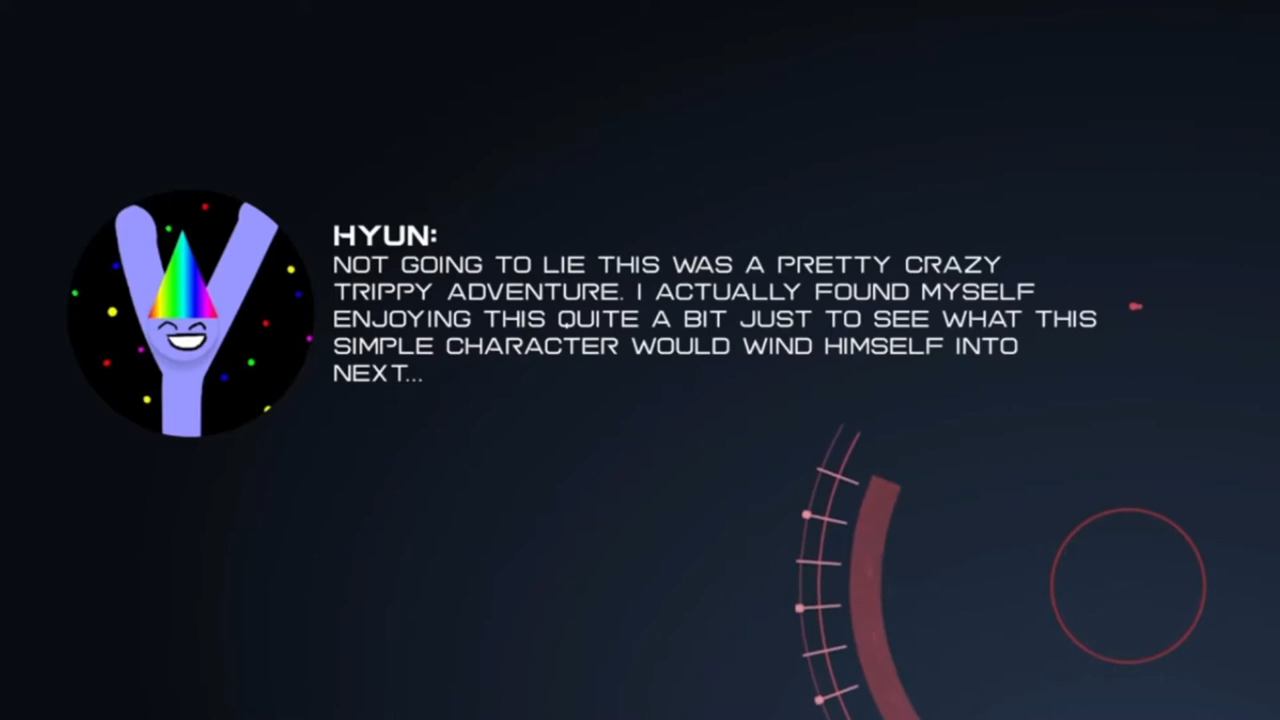 HYUN:
NOT GOING TO LIE THIS WAS A PRETTY CRAZY
TRIPPY ADVENTURE. I ACTUALLY FOUND MYSELF
ENJOYING THIS QUITE A BIT JUST TO SEE WHAT THIS
SIMPLE CHARACTER WOULD WIND HIMSELF INTO
NEXT...